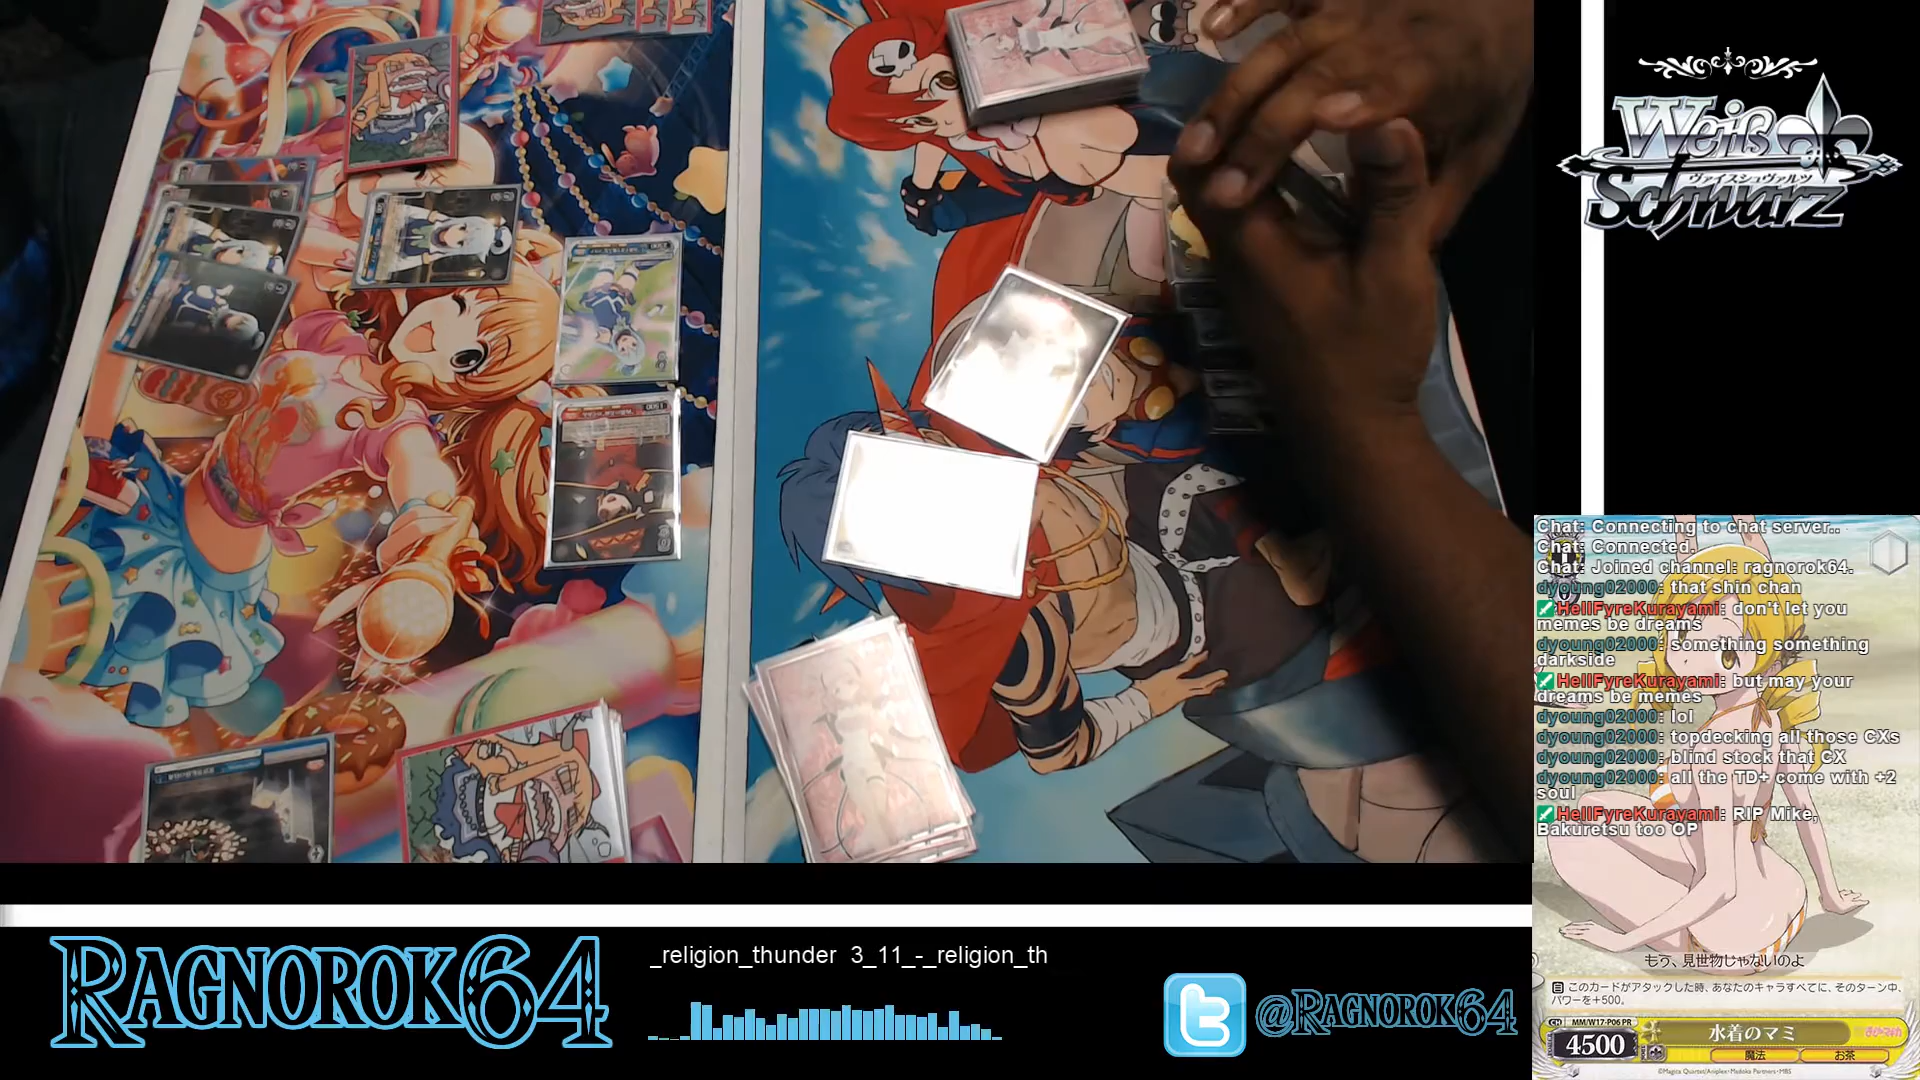 Weiß
ヴァイスシュヴァルツ
Schwarz
Chat: Connecting to chat server..
Chat: Connected.
Chat: Joined channel: ragnorok64.
dyoung02000: that shin chan
HellFyreKurayami: don't let you
memes be dreams
dyoung02000: something something
darkside
HellFyreKurayami: but may your
dreams be memes
dyoung02000: lol
dyoung02000: topdecking all those CXs
dyoung02000: blind stock that CX
dyoung02000: all the TD+ come with +2
soul
HellFyreKurayami: RIP Mike,
Bakuretsu too OP
もう、見世物じゃないのよ
このカードがアタックした時、あなたのキャラすべてに、そのターン中、
パワーを+500。
MM/W17-P06 PR
4500
水着のマミ
魔法
お茶
©Magica Quartet/Aniplex・Madoka Partners・MBS
RAGNOROK64
_religion_thunder 3_11_-_religion_th
@RAGNOROK64